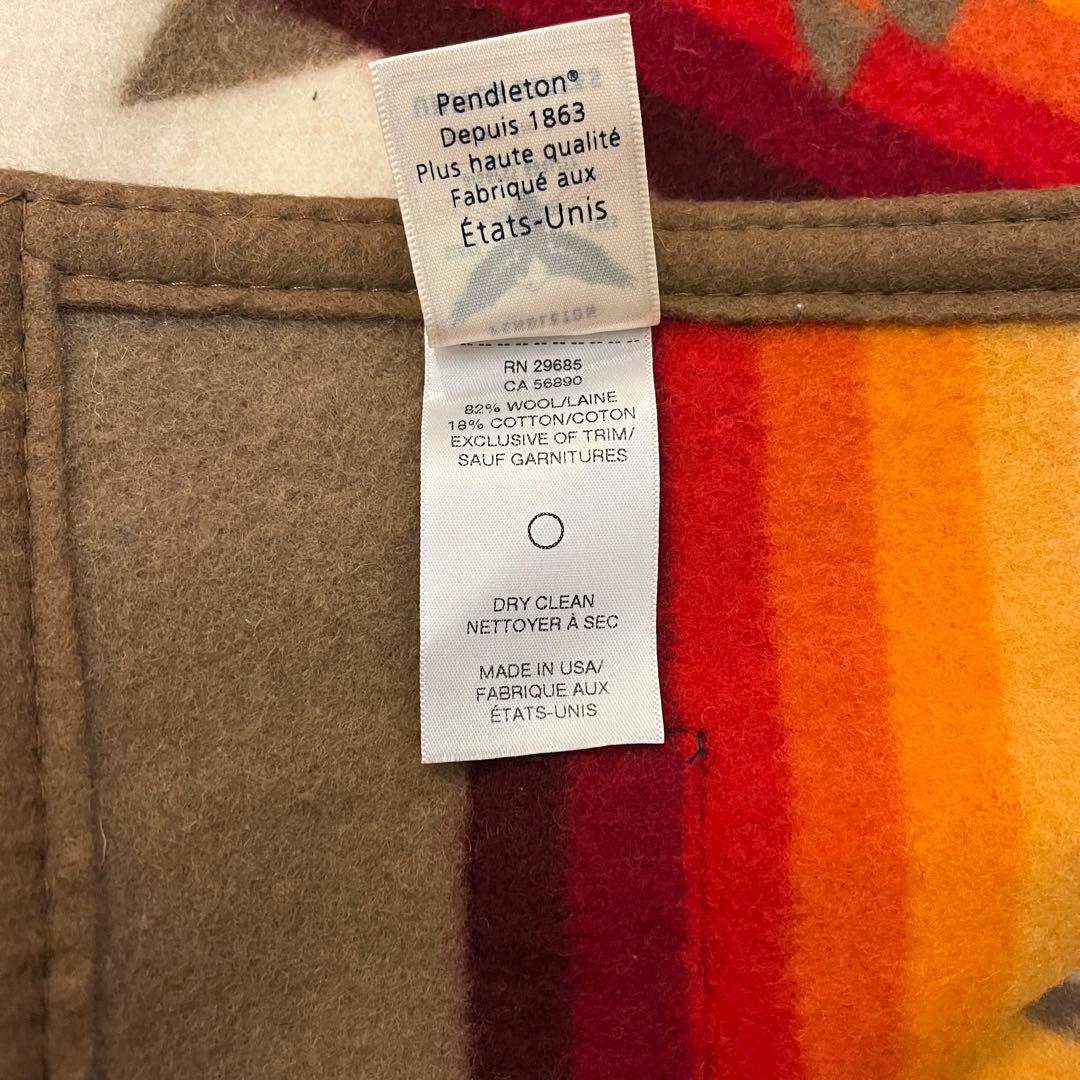 Pendleton®
Depuis 1863
Plus haute qualité
Fabriqué aux
États-Unis
RN 29685
CA 56890
82% WOOL/LAINE
18% COTTON/COTON
EXCLUSIVE OF TRIM/
SAUF GARNITURES
DRY CLEAN
NETTOYER À SEC
MADE IN USA/
FABRIQUE AUX
ÉTATS-UNIS